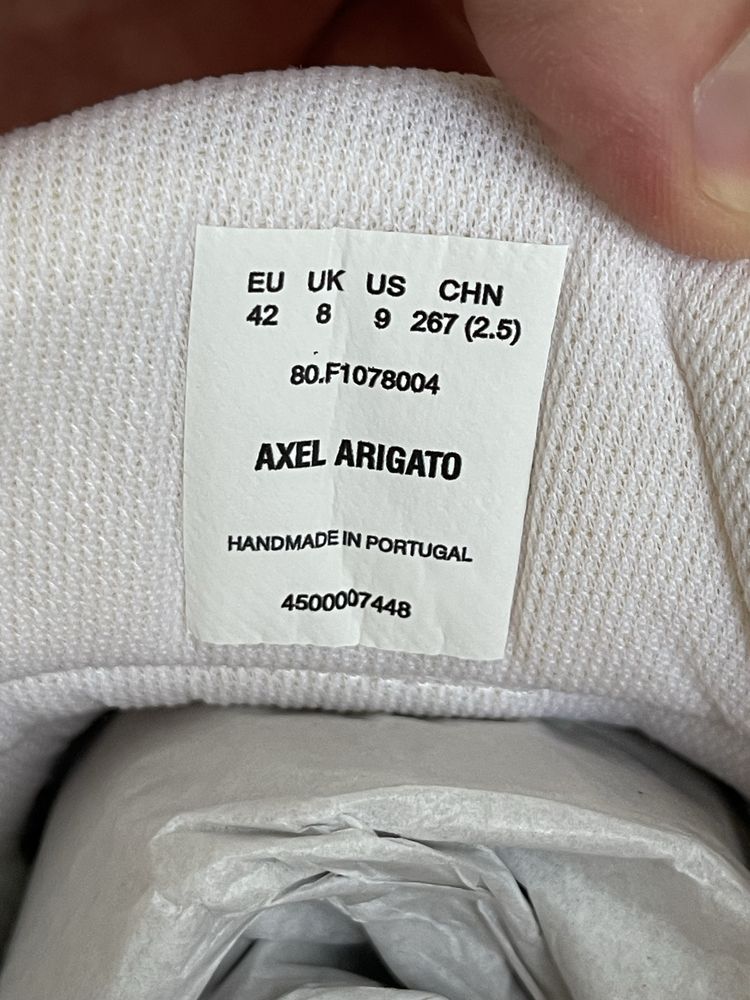 EU UK US CHN
42 8 9 267 (2.5)
80.F1078004
AXEL ARIGATO
HANDMADE IN PORTUGAL
4500007448